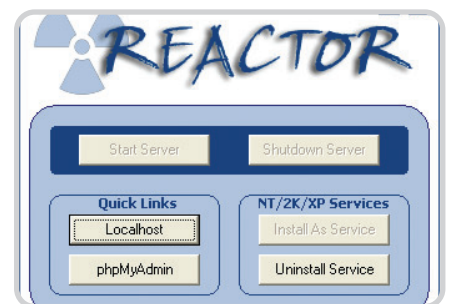 REACTOR
Start Server Shutdown Server
Quick Links NT/2K/XP Services
Localhost Install As Service
phpMyAdmin Uninstall Service